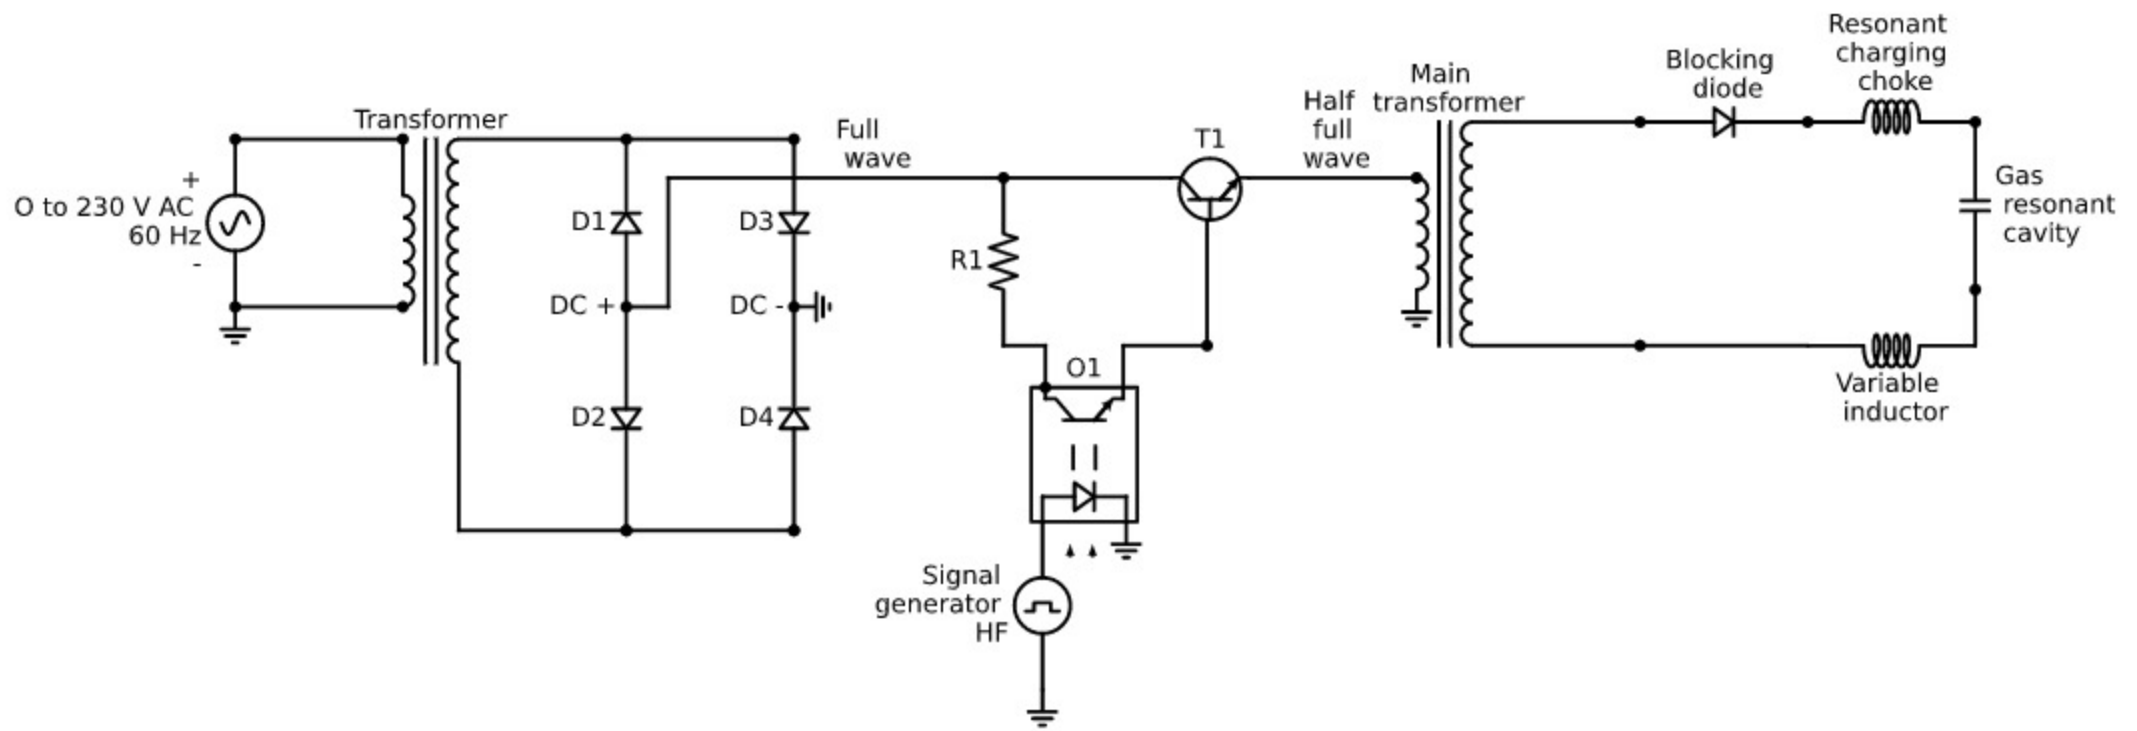 Transformer
+
O to 230 V AC
60 Hz
-
D1
D3
DC +
DC -
D2
D4
Full
wave
R1
T1
O1
Signal
generator
HF
Half
full
wave
Main
transformer
Blocking
diode
Resonant
charging
choke
Gas
resonant
cavity
Variable
inductor